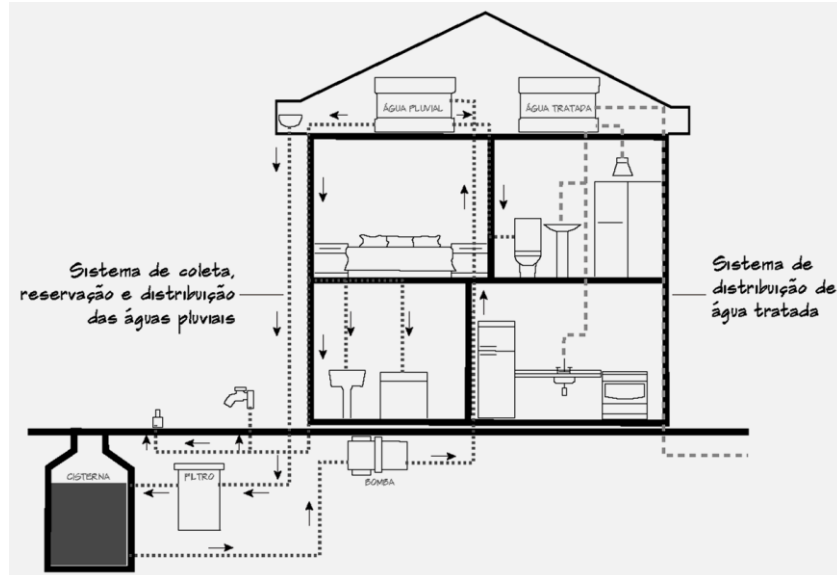 ÁGUA PLUVIAL
ÁGUA TRATADA
Sistema de coleta,
reservação e distribuição
das águas pluviais
Sistema de
distribuição de
água tratada
CISTERNA
FILTRO
BOMBA